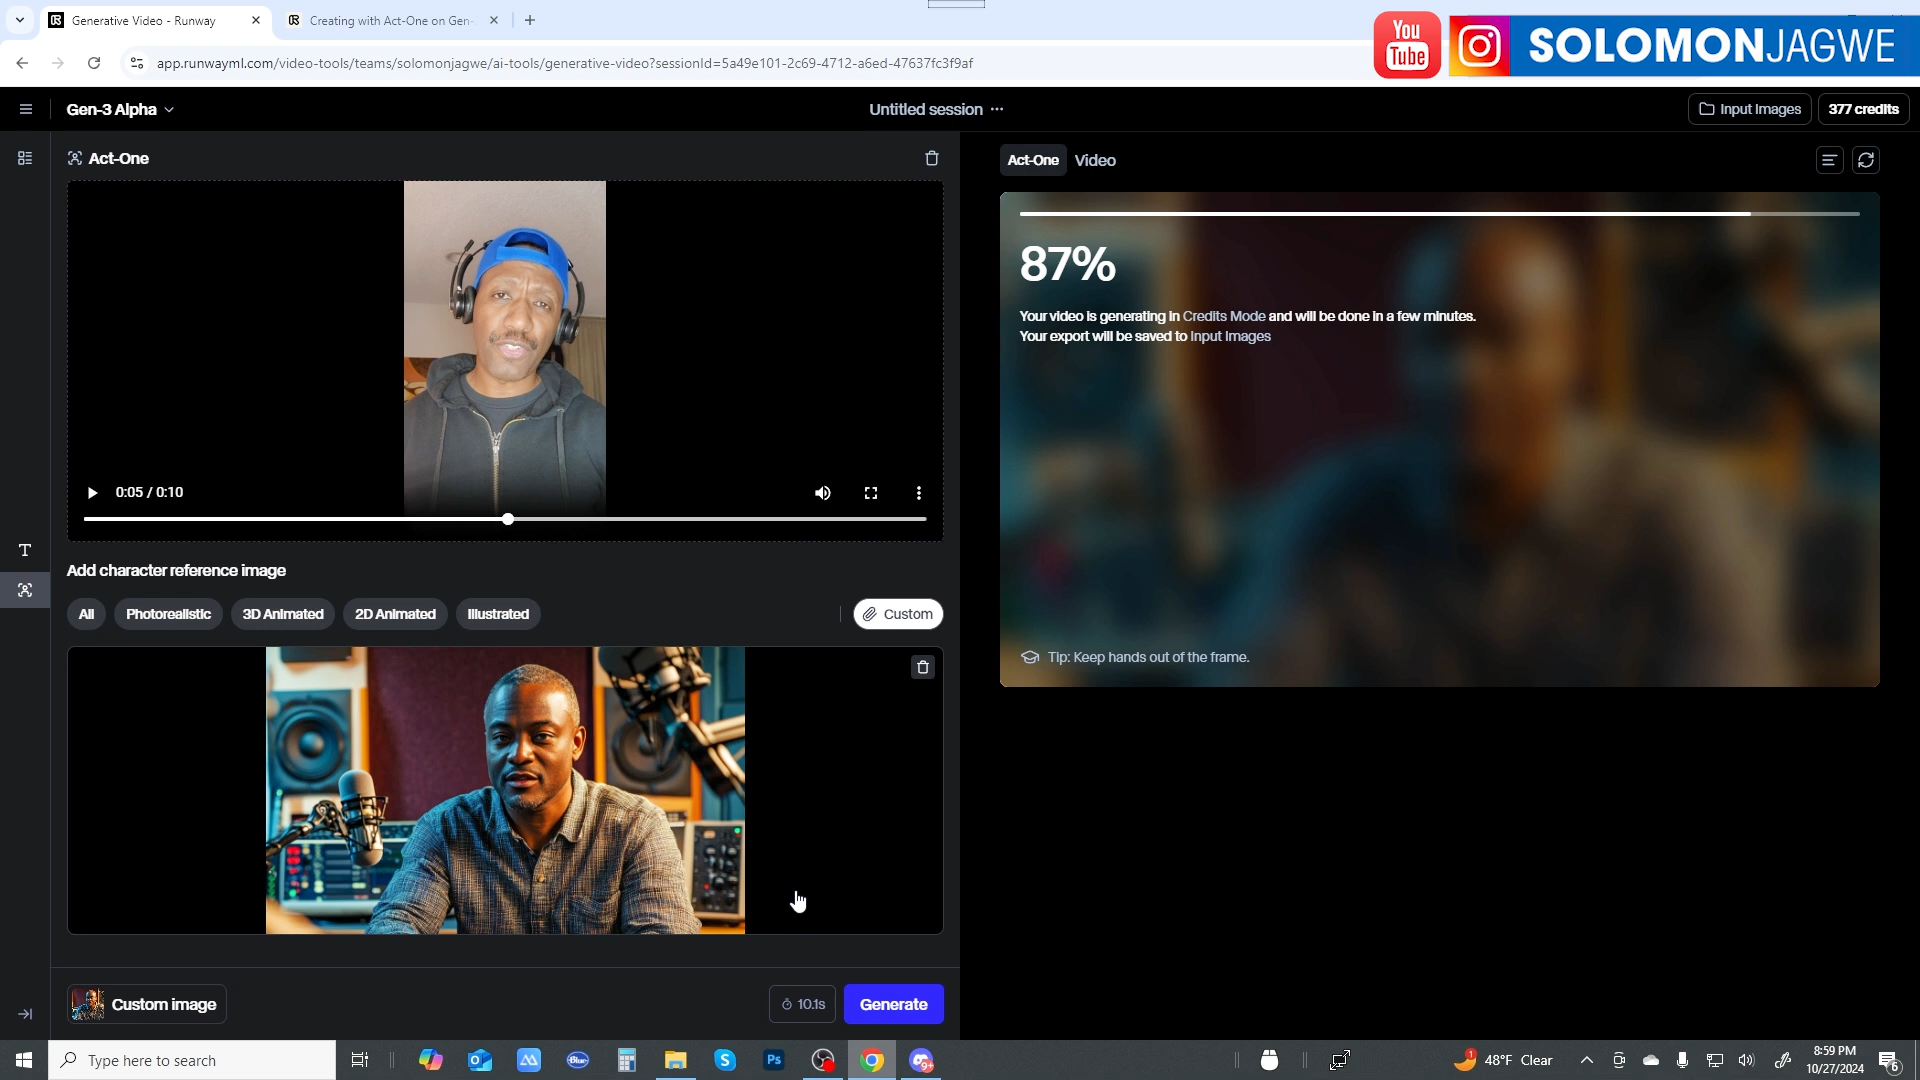 Generative Video - Runway
Creating with Act-One on Gen-
You
Tube
SOLOMONJAGWE
app.runwayml.com/video-tools/teams/solomonjagwe/ai-tools/generative-video?sessionId=5a49e101-2c69-4712-a6ed-47637fc3f9af
Gen-3 Alpha
Untitled session
Input Images
377 credits
Act-One
Act-One
Video
87%
Your video is generating in Credits Mode and will be done in a few minutes.
Your export will be saved to Input Images
0:05 / 0:10
T
Add character reference image
All
Photorealistic
3D Animated
2D Animated
Illustrated
Custom
Tip: Keep hands out of the frame.
Custom image
10.1s
Generate
Type here to search
Blue
S
Ps
9+
1
48°F Clear
8:59 PM
10/27/2024
6